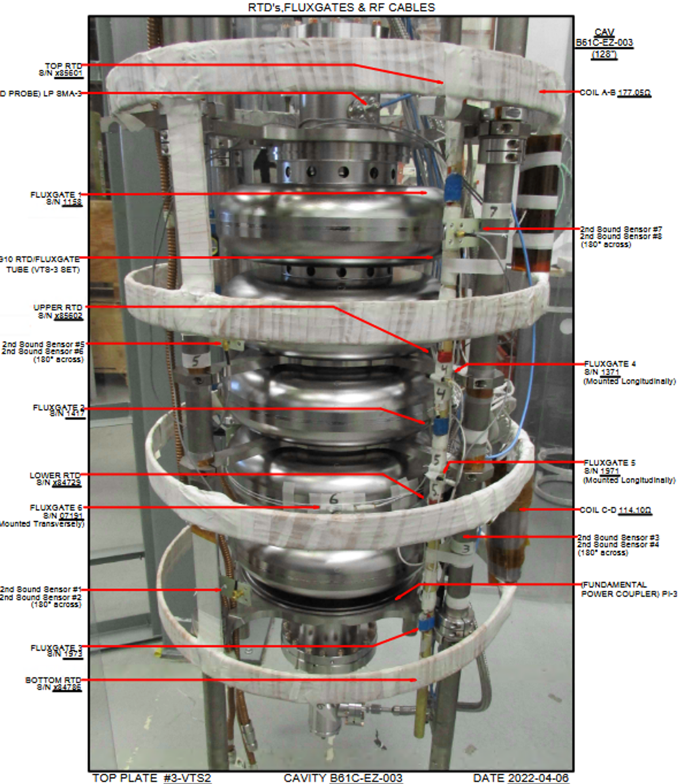 RTD's,FLUXGATES & RF CABLES
CAV
B61C-EZ-003
(128")
TOP RTD
S/N x85601
D PROBE) LP SMA-3
COIL A-B 177.05Ω
FLUXGATE 1
S/N 1158
7
2nd Sound Sensor #7
2nd Sound Sensor #8
(180° across)
G10 RTD/FLUXGATE
TUBE (VTS-3 SET)
UPPER RTD
S/N x85602
2nd Sound Sensor #5
2nd Sound Sensor #6
(180° across)
5
FLUXGATE 4
S/N 1371
(Mounted Longitudinally)
4
FLUXGATE 2
S/N 1417
5
FLUXGATE 5
S/N 1971
(Mounted Longitudinally)
LOWER RTD
S/N x84729
6
FLUXGATE 6
S/N 07191
Mounted Transversely)
COIL C-D 114.10Ω
2nd Sound Sensor #3
2nd Sound Sensor #4
(180° across)
3
2nd Sound Sensor #1
2nd Sound Sensor #2
(180° across)
(FUNDAMENTAL
POWER COUPLER) PI-3
FLUXGATE 3
S/N 1973
BOTTOM RTD
S/N x84786
TOP PLATE #3-VTS2 CAVITY B61C-EZ-003 DATE 2022-04-06